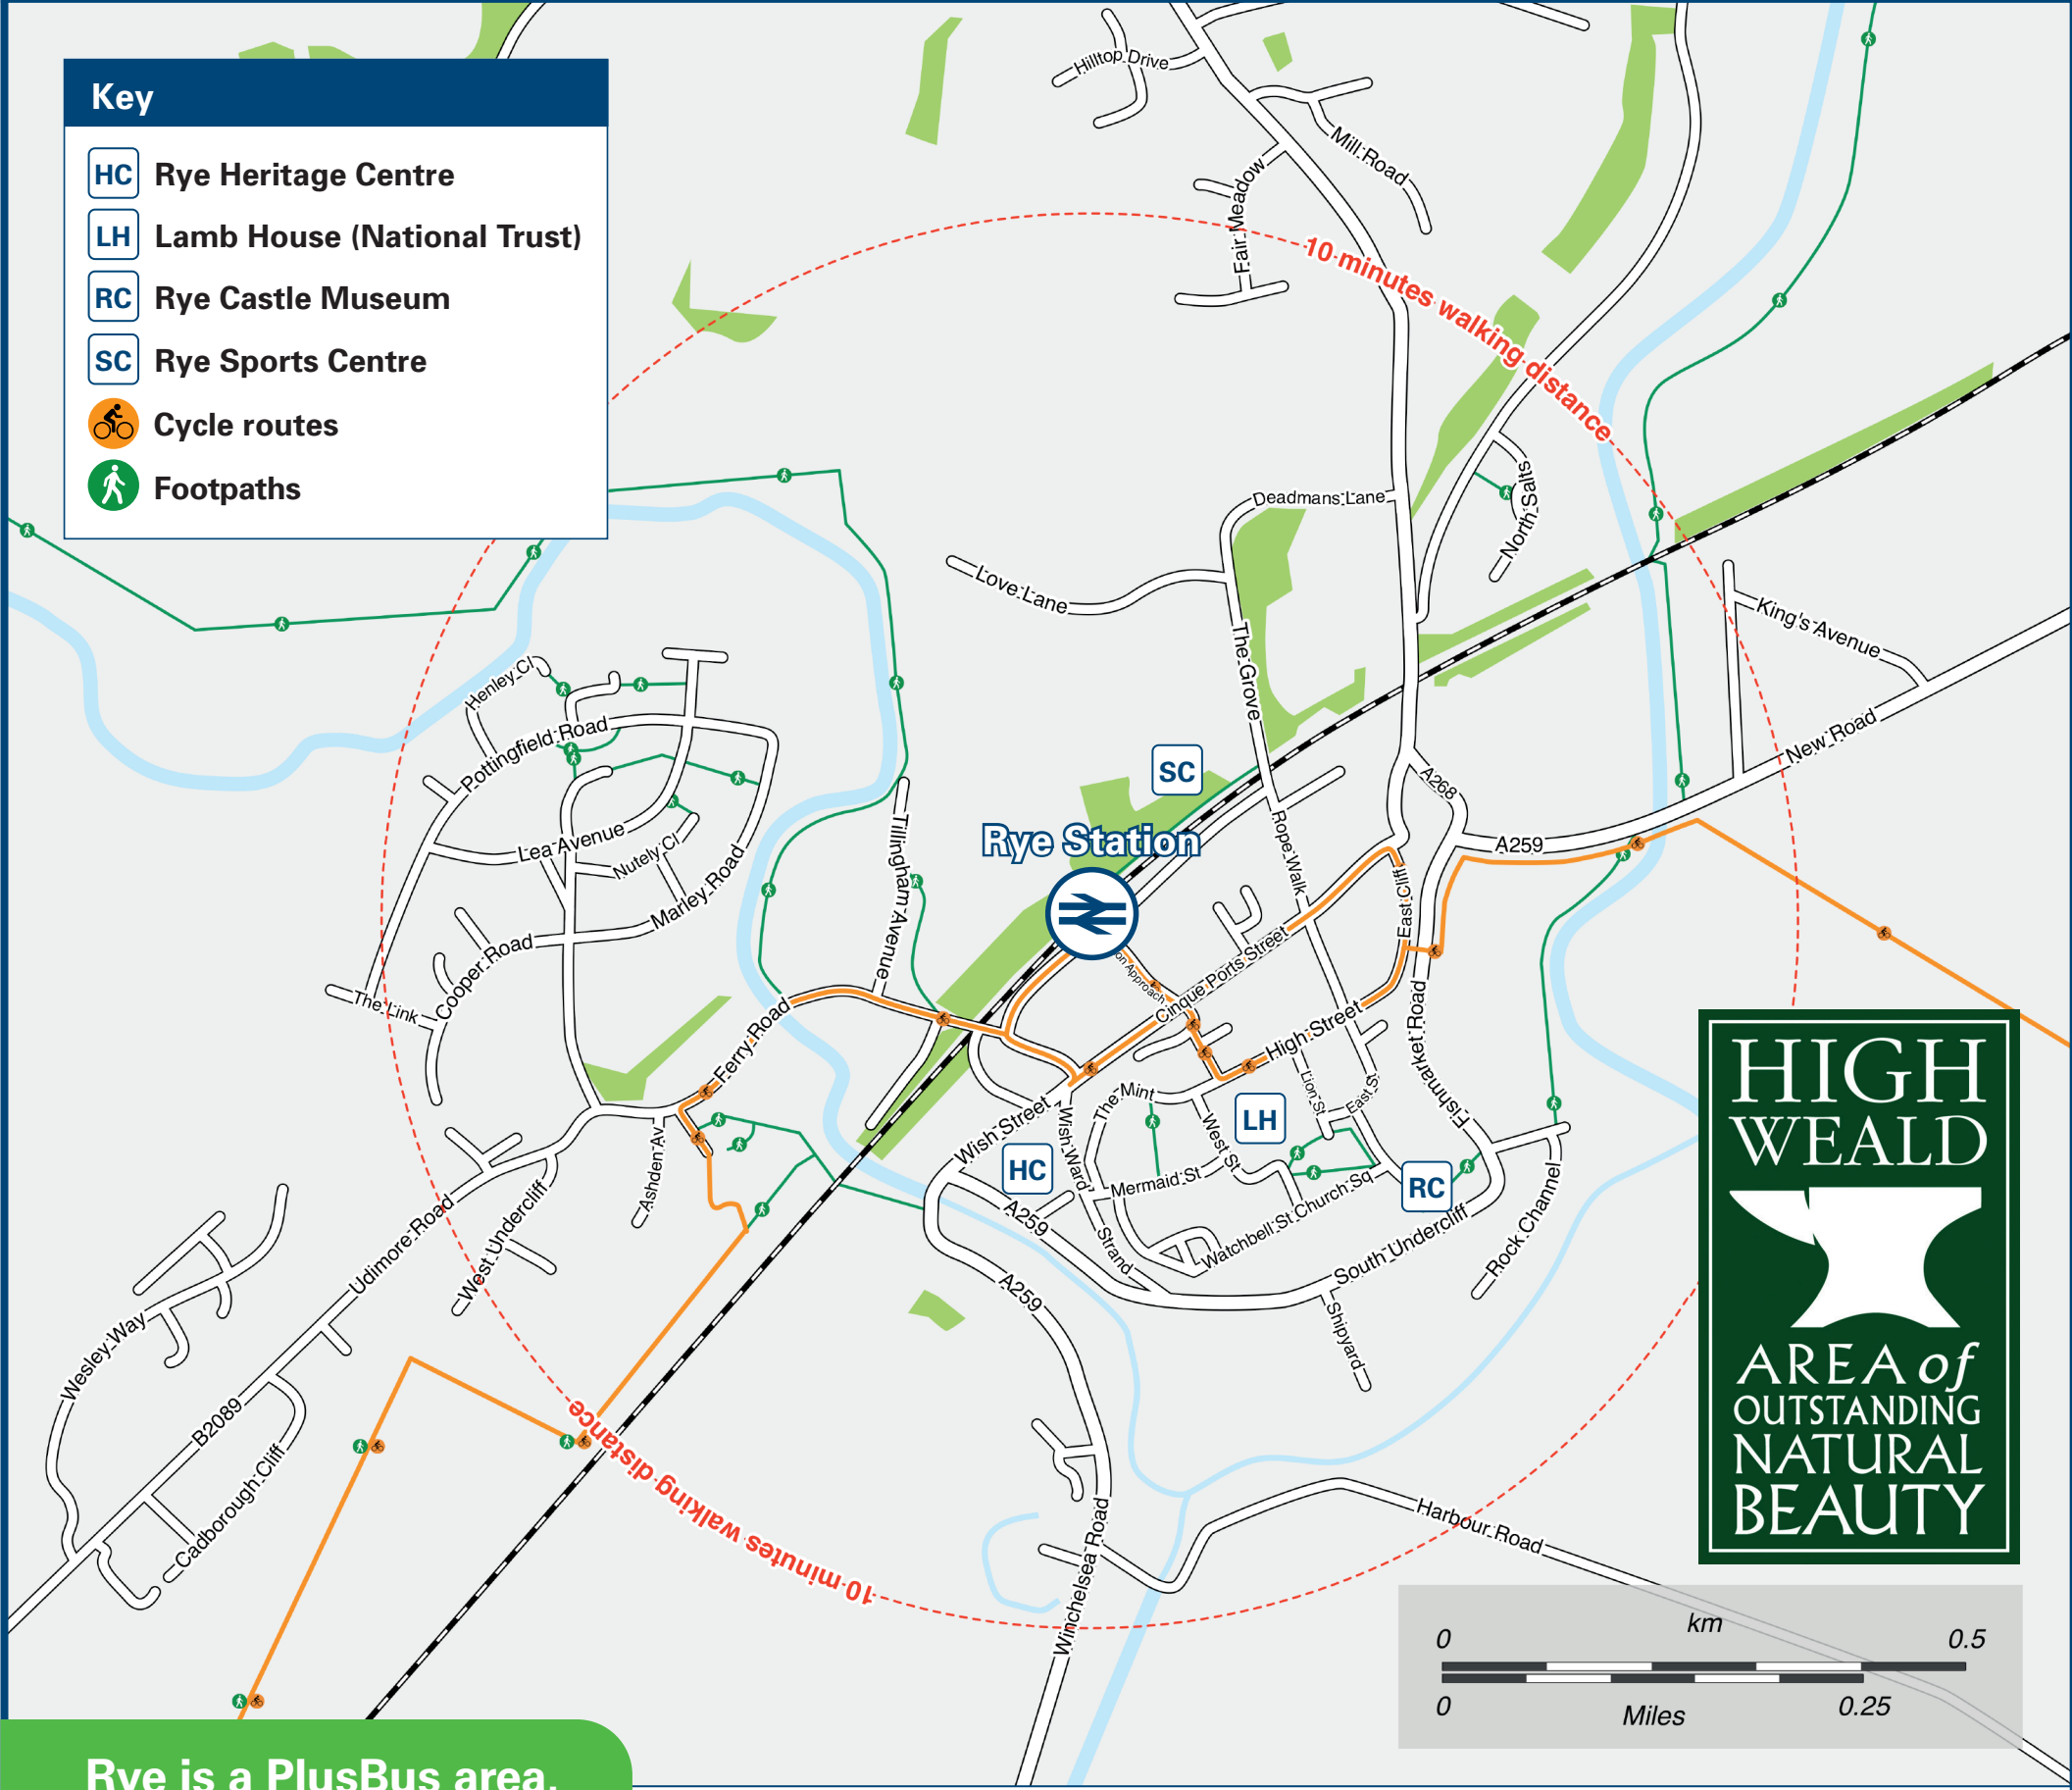 Key
HC Rye Heritage Centre
LH Lamb House (National Trust)
RC Rye Castle Museum
SC Rye Sports Centre
Cycle routes
Footpaths
Hilltop Drive
Mill Road
Fair Meadow
10 minutes walking distance
Deadmans Lane
North Salts
Love Lane
King's Avenue
The Grove
New Road
Henley Cl
Pottingfield Road
SC
A268
Lea Avenue
Nutely Cl
Marley Road
Tillingham Avenue
Rye Station
Rope Walk
A259
East Cliff
Cooper Road
The Link
on Approach
Cinque Ports Street
Ferry Road
High Street
Fishmarket Road
The Mint
Lion St
East St
Wish Street
Wish Ward
LH
West St
HC
Mermaid St
Church Sq
RC
Ashden Av
A259
Strand
Watchbell St
South Undercliff
Rock Channel
Udimore Road
West Undercliff
A259
Shipyard
Wesley Way
B2089
Cadborough Cliff
10 minutes walking distance
Winchelsea Road
Harbour Road
HIGH
WEALD
AREA of
OUTSTANDING
NATURAL
BEAUTY
km
0 0.5
0 0.25
Miles
Rye is a PlusBus area.